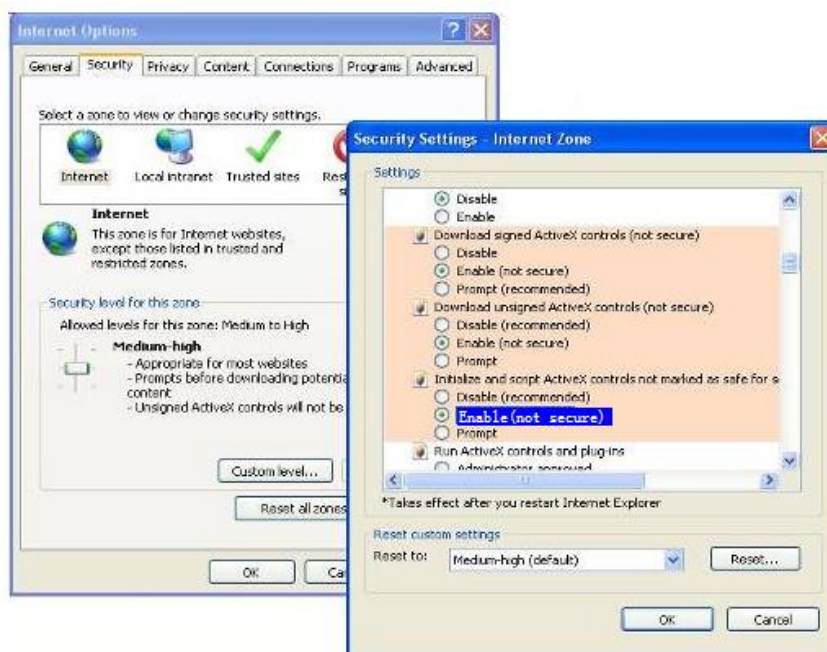 Internet Options
General Security Privacy Content Connections Programs Advanced
Select a zone to view or change security settings.
Internet Local intranet Trusted sites
Internet
This zone is for Internet websites,
except those listed in trusted and
restricted zones.
Security level for this zone
Allowed levels for this zone: Medium to High
Medium-high
- Appropriate for most websites
- Prompts before downloading
content
- Unsigned ActiveX controls will not be
Custom level...
Reset all zones
OK
Security Settings - Internet Zone
Settings
Disable
Enable
Download signed ActiveX controls (not secure)
Disable
Enable (not secure)
Prompt (recommended)
Download unsigned ActiveX controls (not secure)
Disable (recommended)
Enable (not secure)
Prompt
Initialize and script ActiveX controls not marked as safe for s
Disable (recommended)
Enable(not secure)
Prompt
Run ActiveX controls and plug-ins
Administrator approved
*Takes effect after you restart Internet Explorer
Reset custom settings
Reset to: Medium-high (default) Reset...
OK Cancel